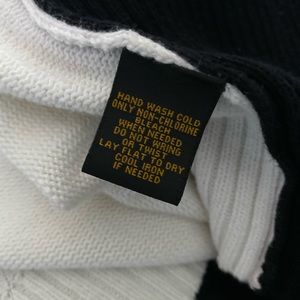 HAND WASH COLD
ONLY NON-CHLORINE
BLEACH
WHEN NEEDED
DO NOT WRING
OR TWIST
LAY FLAT TO DRY
COOL IRON
IF NEEDED